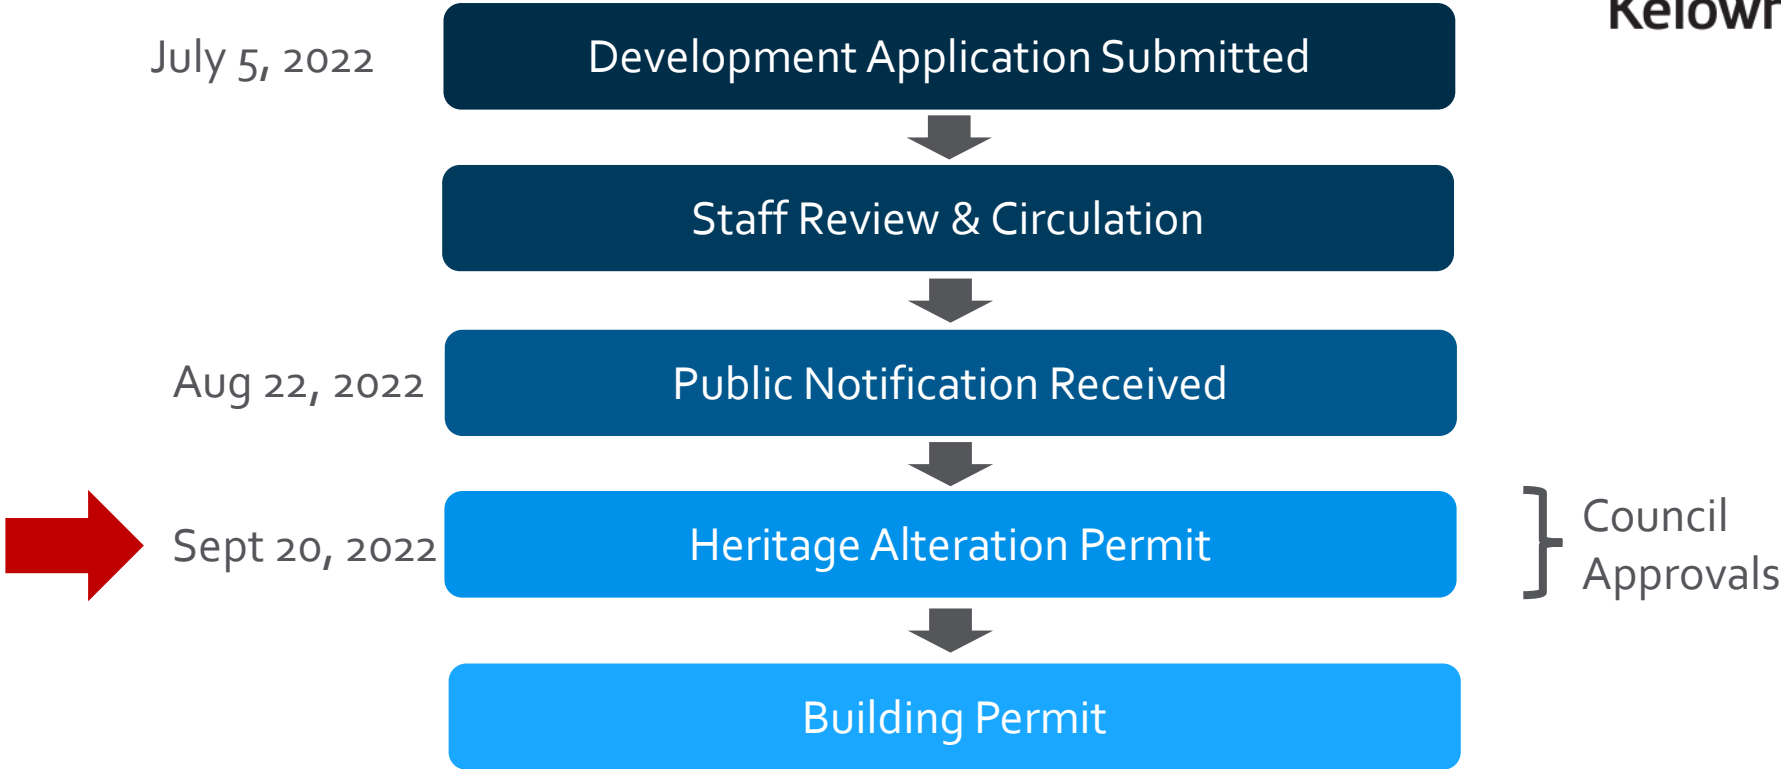 July 5, 2022
Development Application Submitted
Staff Review & Circulation
Aug 22, 2022
Public Notification Received
Sept 20, 2022
Heritage Alteration Permit
Council
Approvals
Building Permit